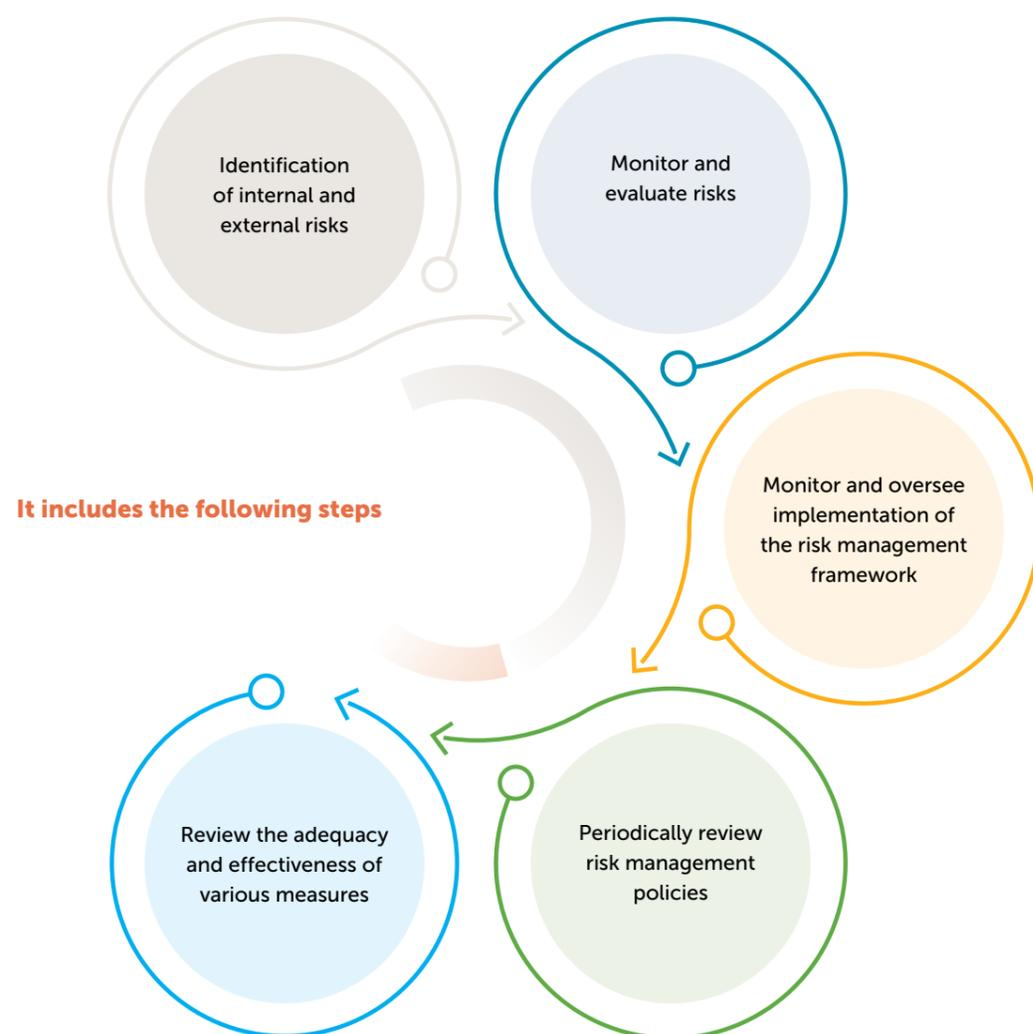 Identification
of internal and
external risks
Monitor and
evaluate risks
Monitor and oversee
implementation of
the risk management
framework
It includes the following steps
Periodically review
risk management
policies
Review the adequacy
and effectiveness of
various measures